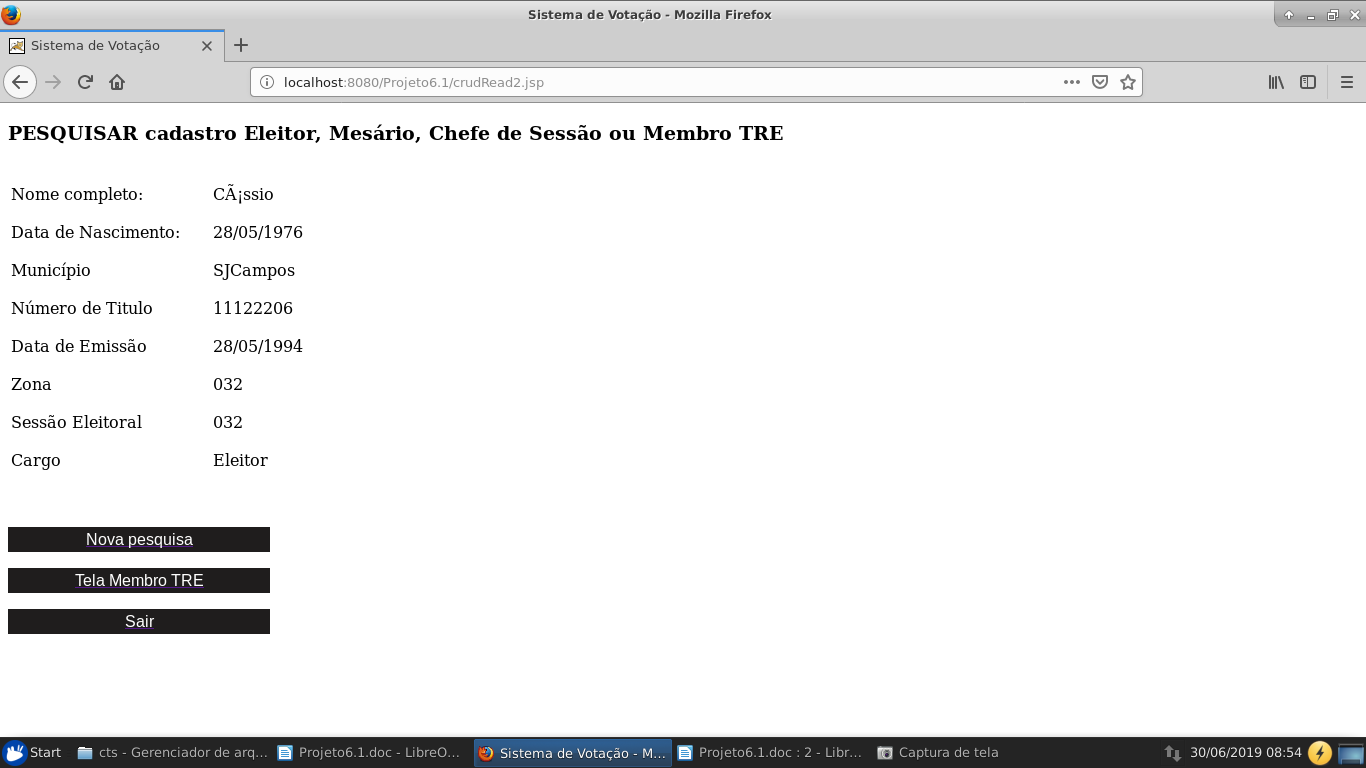 Sistema de Votação - Mozilla Firefox
Sistema de Votação
localhost:8080/Projeto6.1/crudRead2.jsp
PESQUISAR cadastro Eleitor, Mesário, Chefe de Sessão ou Membro TRE
Nome completo: CÃ¡ssio
Data de Nascimento: 28/05/1976
Município SJCampos
Número de Titulo 11122206
Data de Emissão 28/05/1994
Zona 032
Sessão Eleitoral 032
Cargo Eleitor
Nova pesquisa
Tela Membro TRE
Sair
Start cts - Gerenciador de arq... Projeto6.1.doc - LibreO... Sistema de Votação - M... Projeto6.1.doc : 2 - Libr... Captura de tela 30/06/2019 08:54